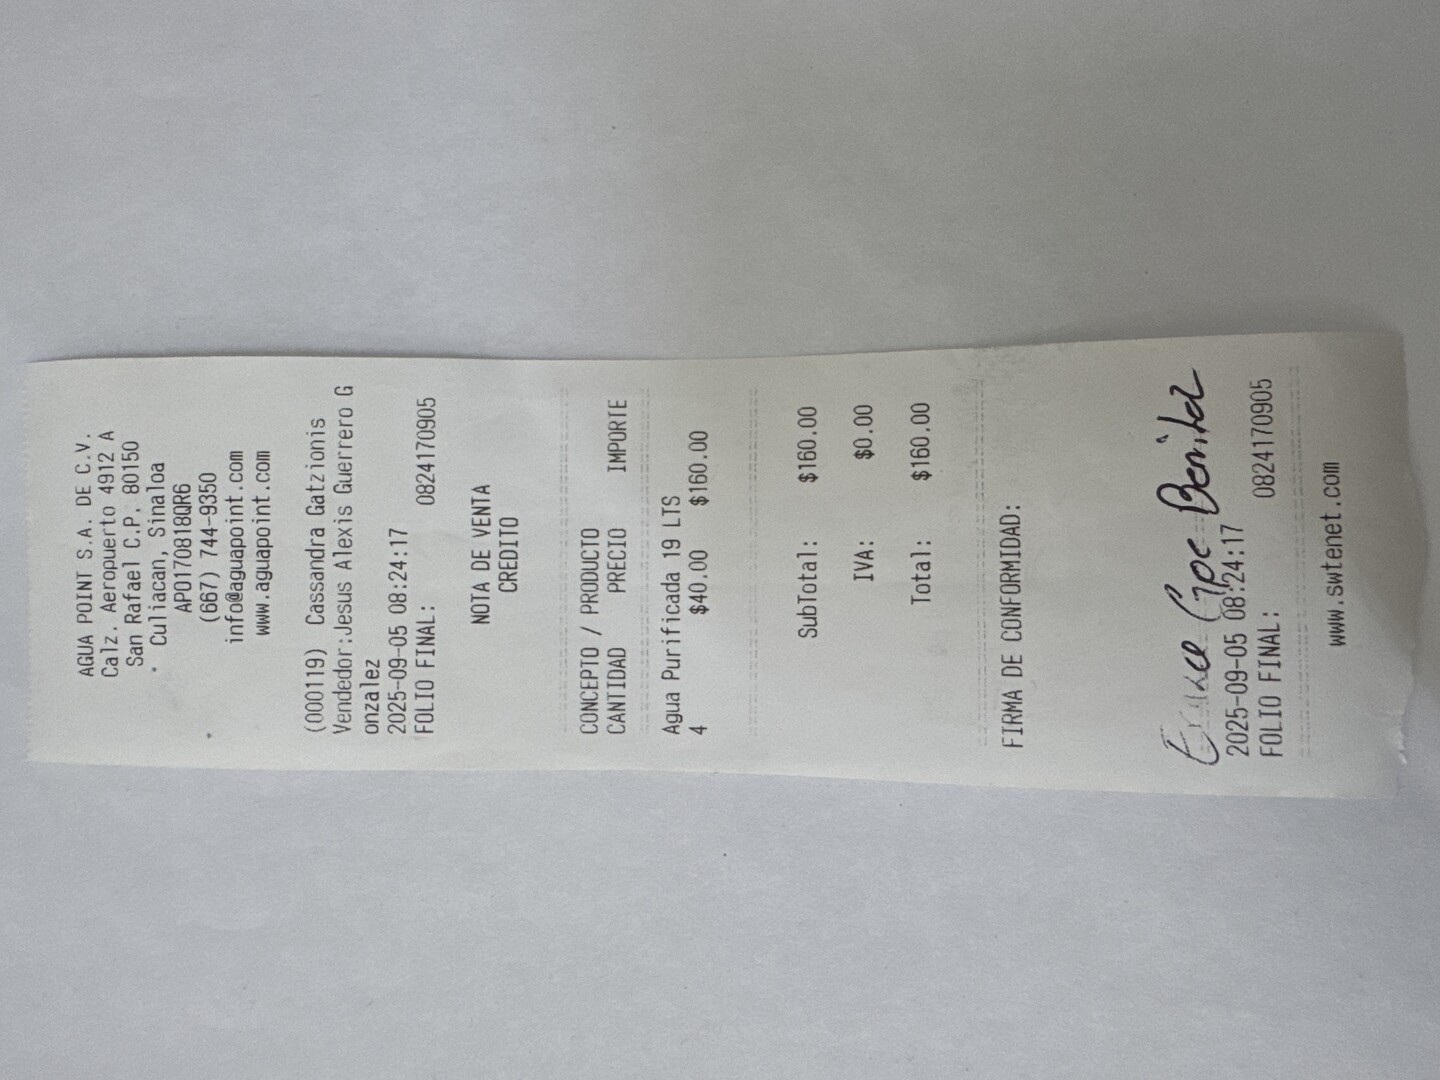 AGUA POINT S.A. DE C.V.
Calz. Aeropuerto 4912 A
San Rafael C.P. 80150
Culiacan, Sinaloa
APO170818QR6
(667) 744-9350
info@aguapoint.com
www.aguapoint.com
(000119) Cassandra Gatzionis
Vendedor:Jesus Alexis Guerrero G
onzalez
2025-09-05 08:24:17
FOLIO FINAL: 0824170905
NOTA DE VENTA
CREDITO
CONCEPTO / PRODUCTO
CANTIDAD PRECIO IMPORTE
Agua Purificada 19 LTS
4 $40.00 $160.00
SubTotal: $160.00
IVA: $0.00
Total: $160.00
FIRMA DE CONFORMIDAD:
Gpe Benitez
2025-09-05 08:24:17
FOLIO FINAL: 0824170905
www.swtenet.com